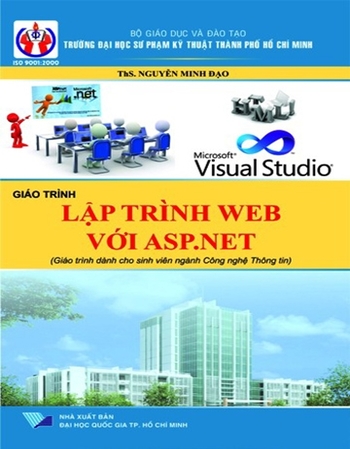 BỘ GIÁO DỤC VÀ ĐÀO TẠO
TRƯỜNG ĐẠI HỌC SƯ PHẠM KỸ THUẬT THÀNH PHỐ HỒ CHÍ MINH
ISO 9001:2000
ThS. NGUYỄN MINH ĐẠO
.net
HTML
Microsoft®
Visual Studio®
GIÁO TRÌNH
LẬP TRÌNH WEB
VỚI ASP.NET
(Giáo trình dành cho sinh viên ngành Công nghệ Thông tin)
NHÀ XUẤT BẢN
ĐẠI HỌC QUỐC GIA TP. HỒ CHÍ MINH